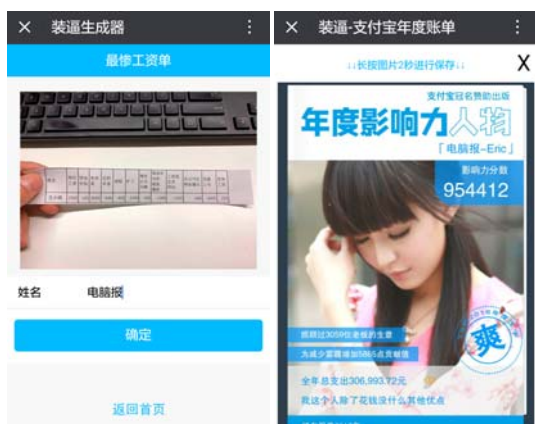 装逼生成器
最惨工资单
姓名 电脑报
确定
返回首页
装逼-支付宝年度账单
↓↓长按图片2秒进行保存↓↓
X
支付宝冠名赞助出版
年度影响力人物
「电脑报-Eric」
影响力分数
954412
爽
照顾过3059位老板的生意
为减少雾霾增加5865点贡献值
全年总支出306,993.72元
我这个人除了花钱没什么其他优点